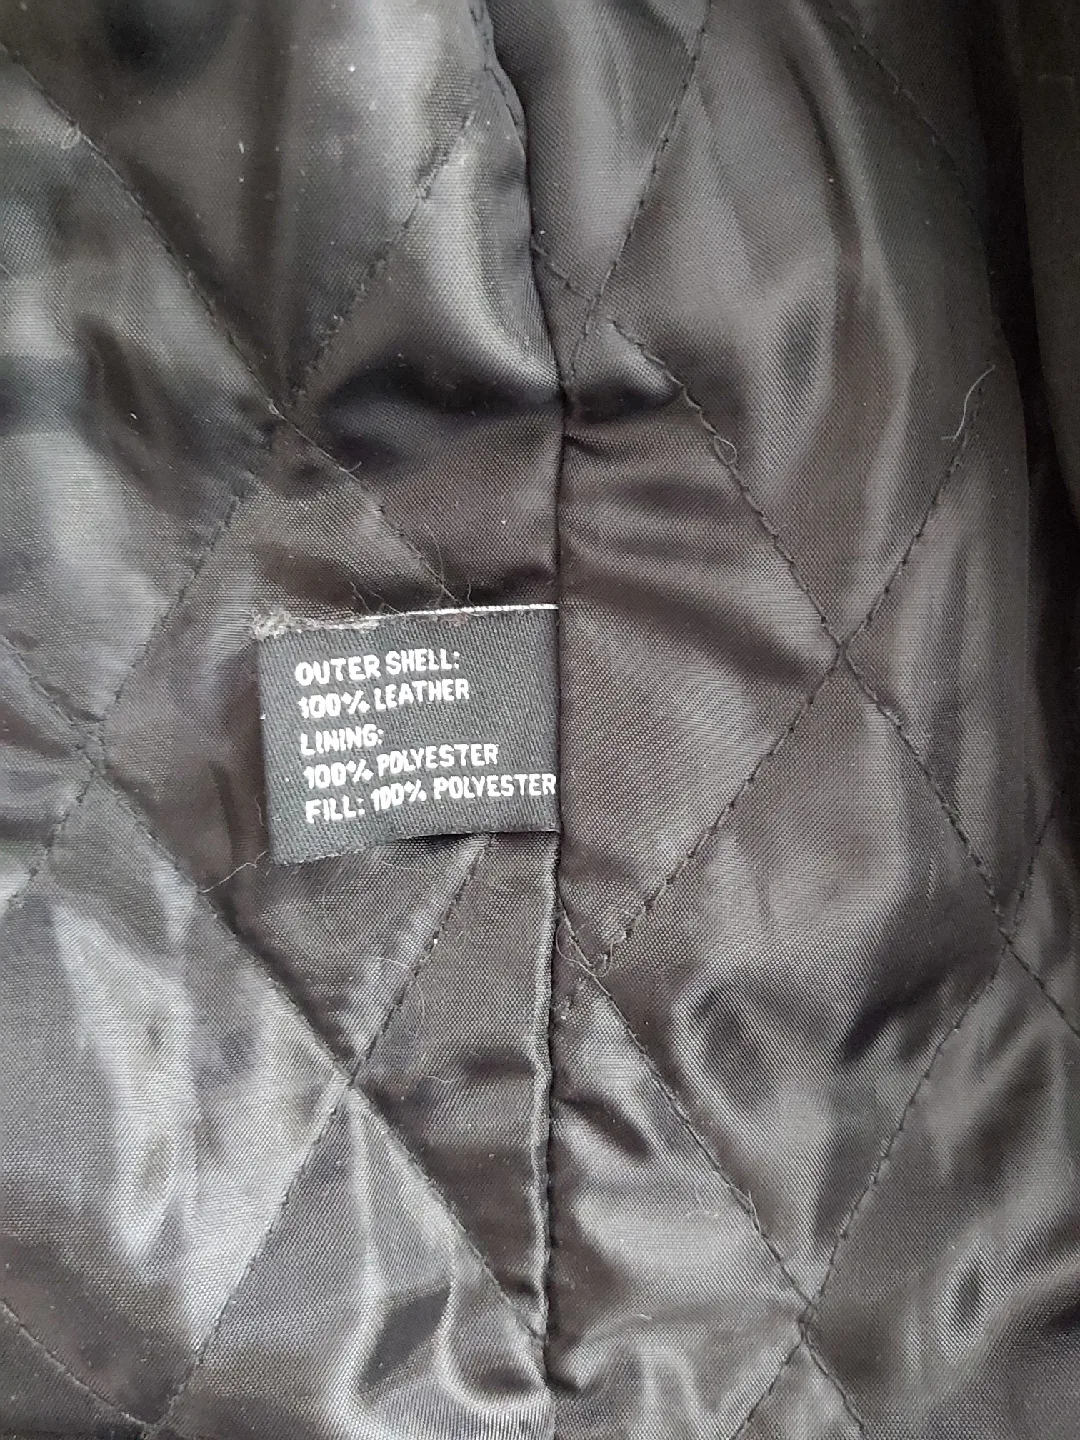 OUTER SHELL:
100% LEATHER
LINING:
100% POLYESTER
FILL: 100% POLYESTER